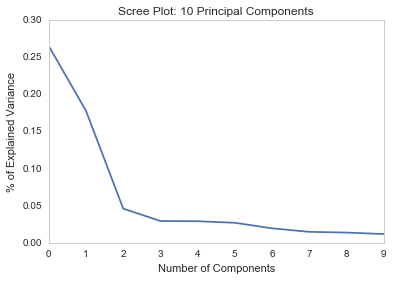 Scree Plot: 10 Principal Components
0.30
0.25
0.20
0.15
0.10
0.05
0.00
% of Explained Variance
0 1 2 3 4 5 6 7 8 9
Number of Components